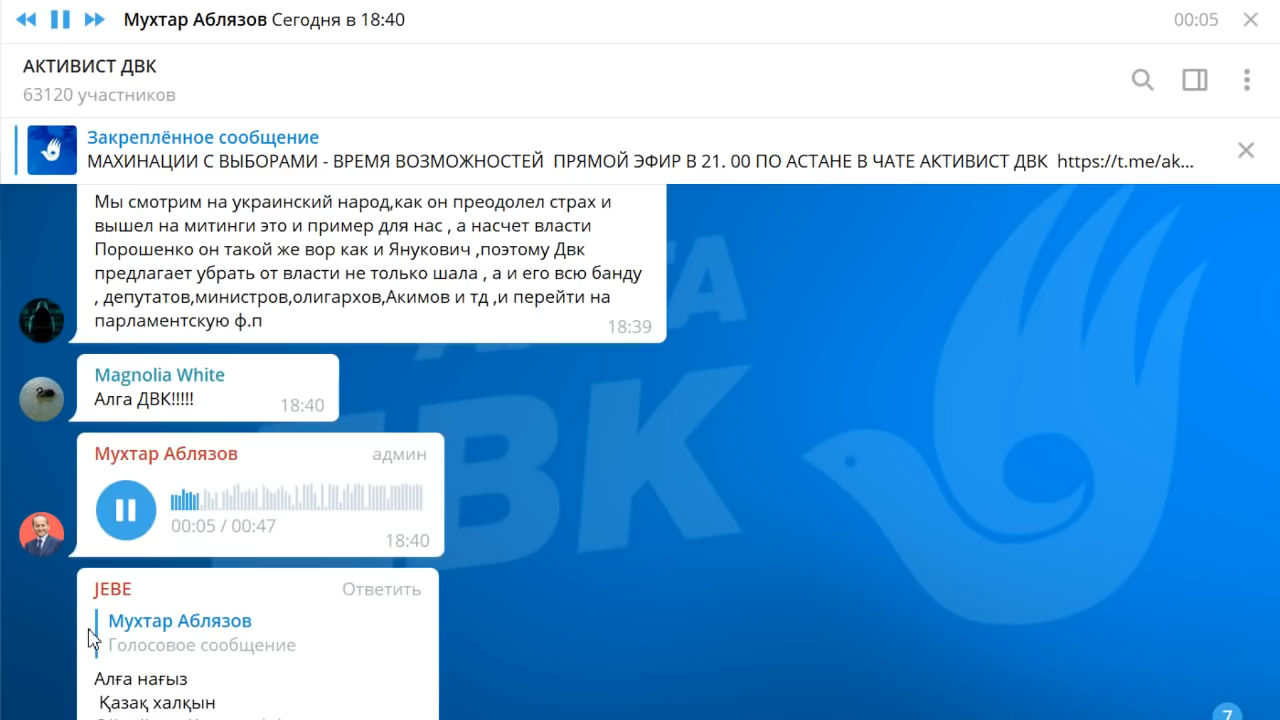 Мухтар Аблязов Сегодня в 18:40
00:05
АКТИВИСТ ДВК
63120 участников
Закреплённое сообщение
МАХИНАЦИИ С ВЫБОРАМИ - ВРЕМЯ ВОЗМОЖНОСТЕЙ ПРЯМОЙ ЭФИР В 21. 00 ПО АСТАНЕ В ЧАТЕ АКТИВИСТ ДВК https://t.me/ak...
Мы смотрим на украинский народ,как он преодолел страх и
вышел на митинги это и пример для нас , а насчет власти
Порошенко он такой же вор как и Янукович ,поэтому Двк
предлагает убрать от власти не только шала , а и его всю банду
, депутатов,министров,олигархов,Акимов и тд ,и перейти на
парламентскую ф.п
18:39
Magnolia White
Алга ДВК!!!!!
18:40
Мухтар Аблязов админ
00:05 / 00:47
18:40
JEBE Ответить
Мухтар Аблязов
Голосовое сообщение
Алға нағыз
Қазақ халқын
ДВК
7